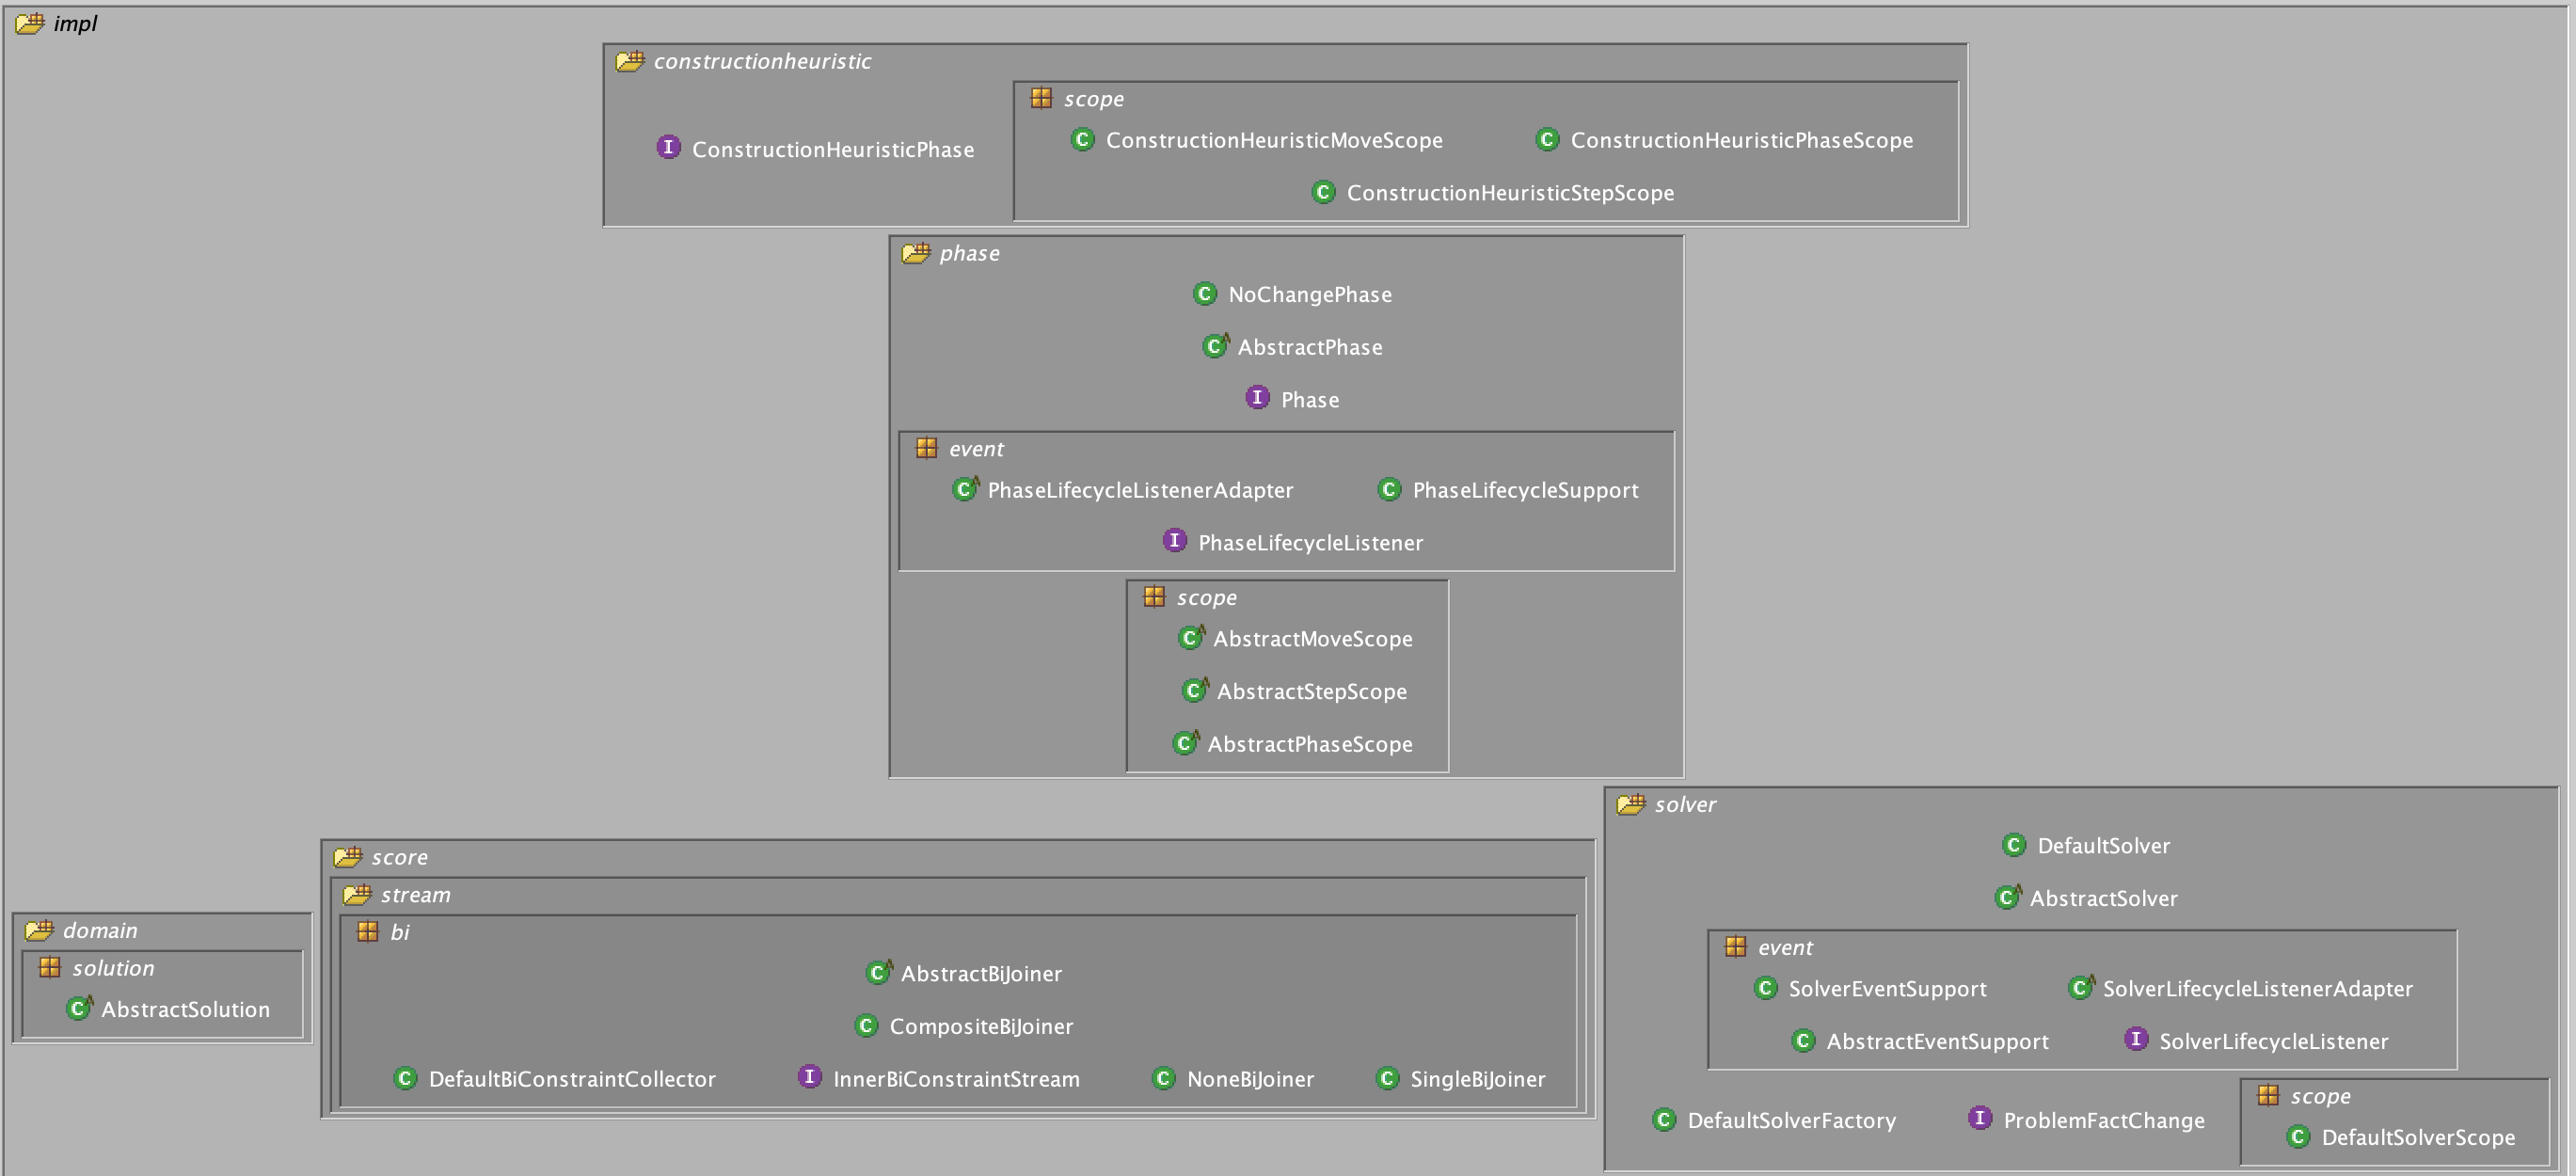 impl
constructionheuristic
scope
ConstructionHeuristicPhase
ConstructionHeuristicMoveScope
ConstructionHeuristicPhaseScope
ConstructionHeuristicStepScope
phase
NoChangePhase
AbstractPhase
Phase
event
PhaseLifecycleListenerAdapter
PhaseLifecycleSupport
PhaseLifecycleListener
scope
AbstractMoveScope
AbstractStepScope
AbstractPhaseScope
domain
solution
AbstractSolution
score
stream
bi
AbstractBiJoiner
CompositeBiJoiner
DefaultBiConstraintCollector
InnerBiConstraintStream
NoneBiJoiner
SingleBiJoiner
solver
DefaultSolver
AbstractSolver
event
SolverEventSupport
SolverLifecycleListenerAdapter
AbstractEventSupport
SolverLifecycleListener
DefaultSolverFactory
ProblemFactChange
scope
DefaultSolverScope